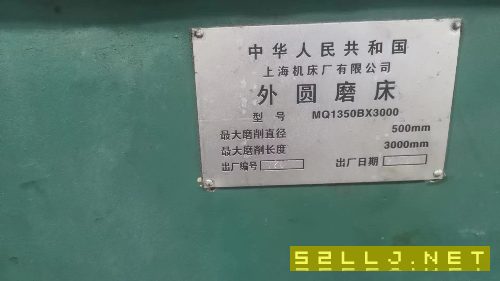 中华人民共和国
上海机床厂有限公司
外圆磨床
型号 MQ1350BX3000
最大磨削直径 500mm
最大磨削长度 3000mm
出厂编号 出厂日期
52LLJ.NET